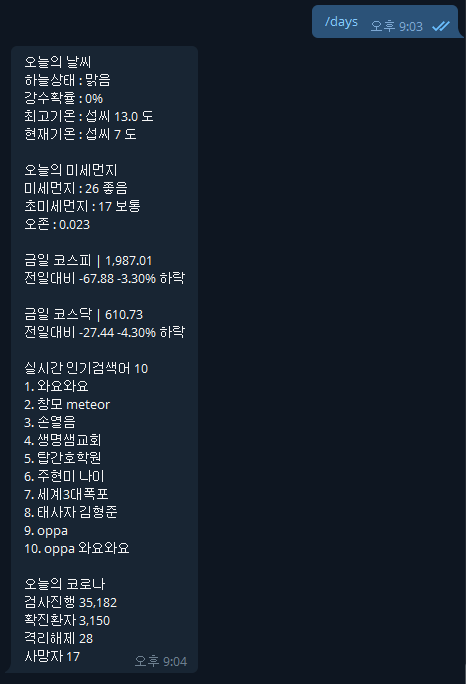 /days
오후 9:03
오늘의 날씨
하늘상태 : 맑음
강수확률 : 0%
최고기온 : 섭씨 13.0 도
현재기온 : 섭씨 7 도
오늘의 미세먼지
미세먼지 : 26 좋음
초미세먼지 : 17 보통
오존 : 0.023
금일 코스피 | 1,987.01
전일대비 -67.88 -3.30% 하락
금일 코스닥 | 610.73
전일대비 -27.44 -4.30% 하락
실시간 인기검색어 10
1. 와요와요
2. 창모 meteor
3. 손열음
4. 생명샘교회
5. 탑간호학원
6. 주현미 나이
7. 세계3대폭포
8. 태사자 김형준
9. oppa
10. oppa 와요와요
오늘의 코로나
검사진행 35,182
확진환자 3,150
격리해제 28
사망자 17
오후 9:04